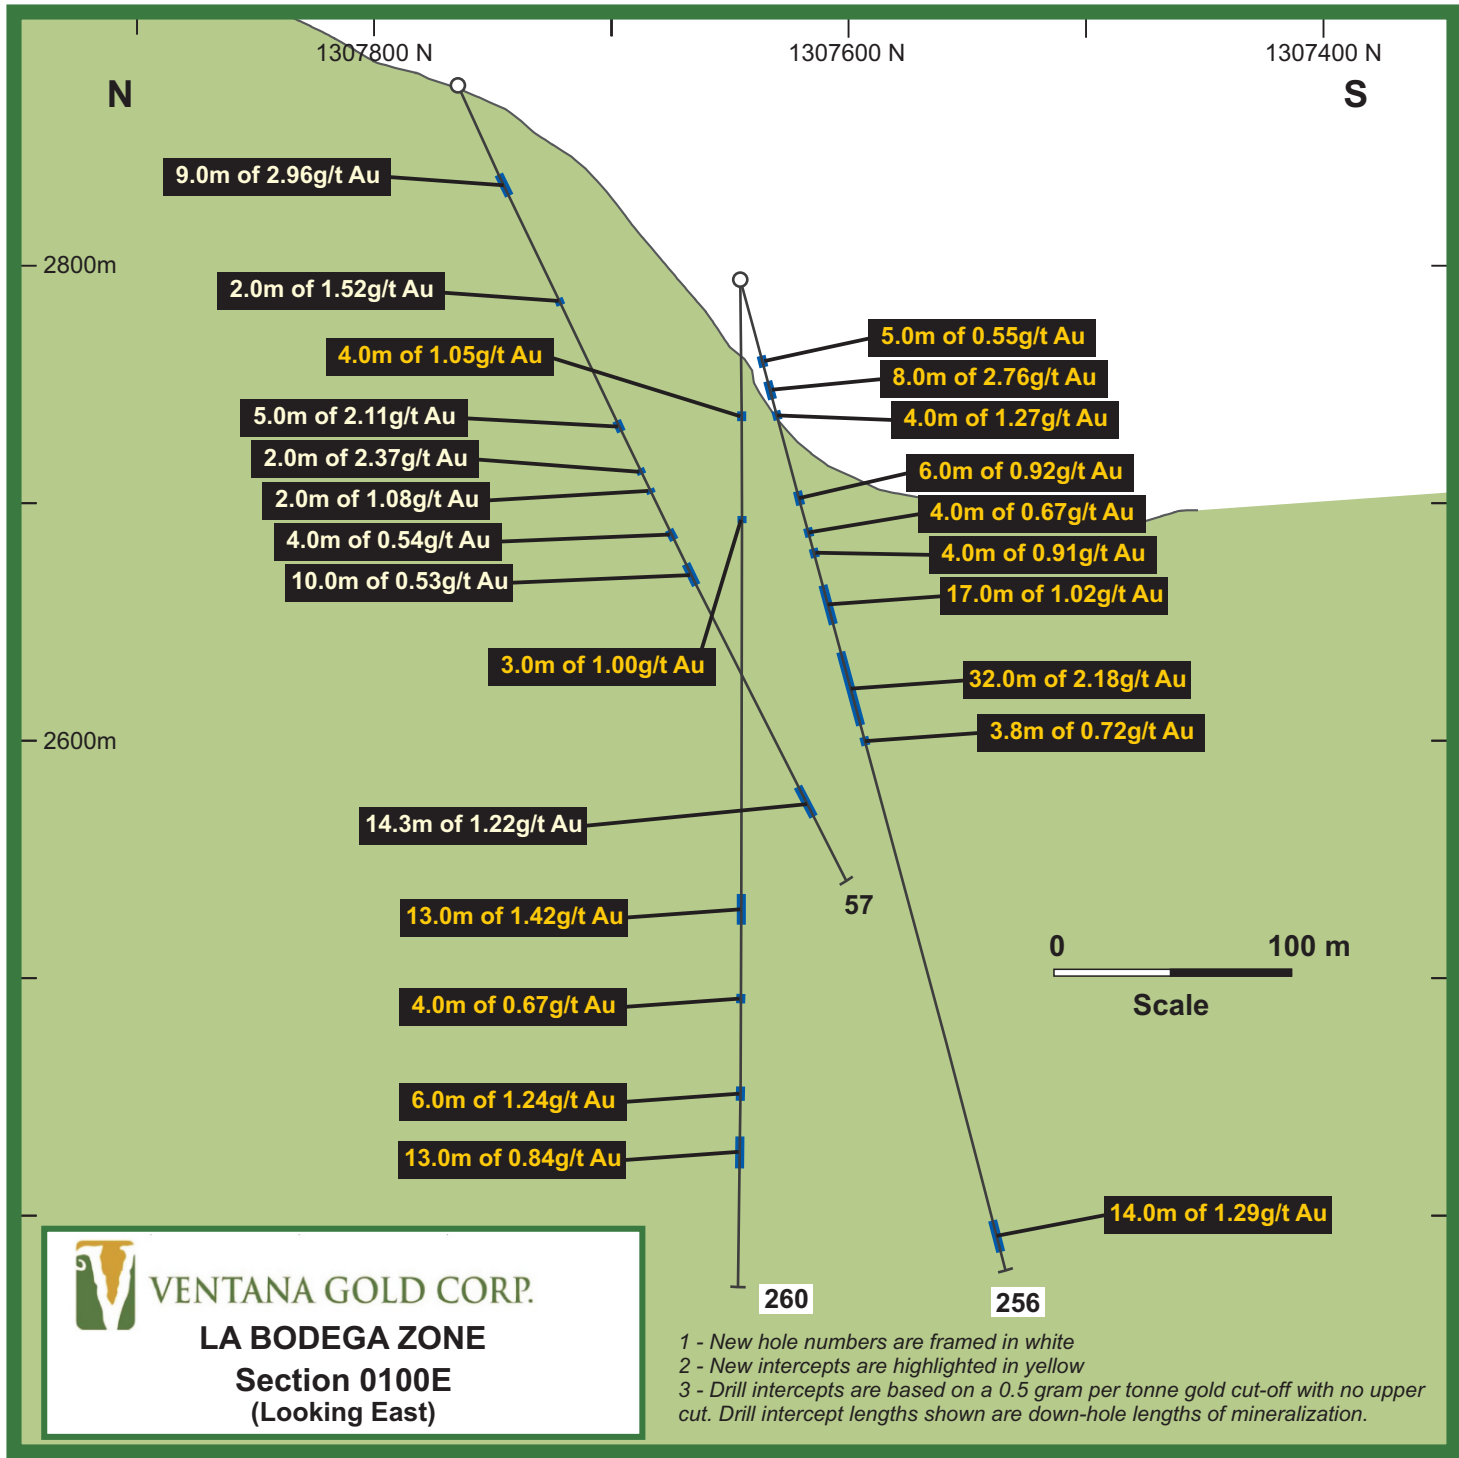 1307800 N
1307600 N
1307400 N
N
S
9.0m of 2.96g/t Au
2800m
2.0m of 1.52g/t Au
4.0m of 1.05g/t Au
5.0m of 0.55g/t Au
8.0m of 2.76g/t Au
5.0m of 2.11g/t Au
4.0m of 1.27g/t Au
2.0m of 2.37g/t Au
6.0m of 0.92g/t Au
2.0m of 1.08g/t Au
4.0m of 0.67g/t Au
4.0m of 0.54g/t Au
4.0m of 0.91g/t Au
10.0m of 0.53g/t Au
17.0m of 1.02g/t Au
3.0m of 1.00g/t Au
32.0m of 2.18g/t Au
3.8m of 0.72g/t Au
2600m
14.3m of 1.22g/t Au
57
13.0m of 1.42g/t Au
0 100 m
Scale
4.0m of 0.67g/t Au
6.0m of 1.24g/t Au
13.0m of 0.84g/t Au
14.0m of 1.29g/t Au
260
256
VENTANA GOLD CORP.
LA BODEGA ZONE
Section 0100E
(Looking East)
1 - New hole numbers are framed in white
2 - New intercepts are highlighted in yellow
3 - Drill intercepts are based on a 0.5 gram per tonne gold cut-off with no upper
cut. Drill intercept lengths shown are down-hole lengths of mineralization.